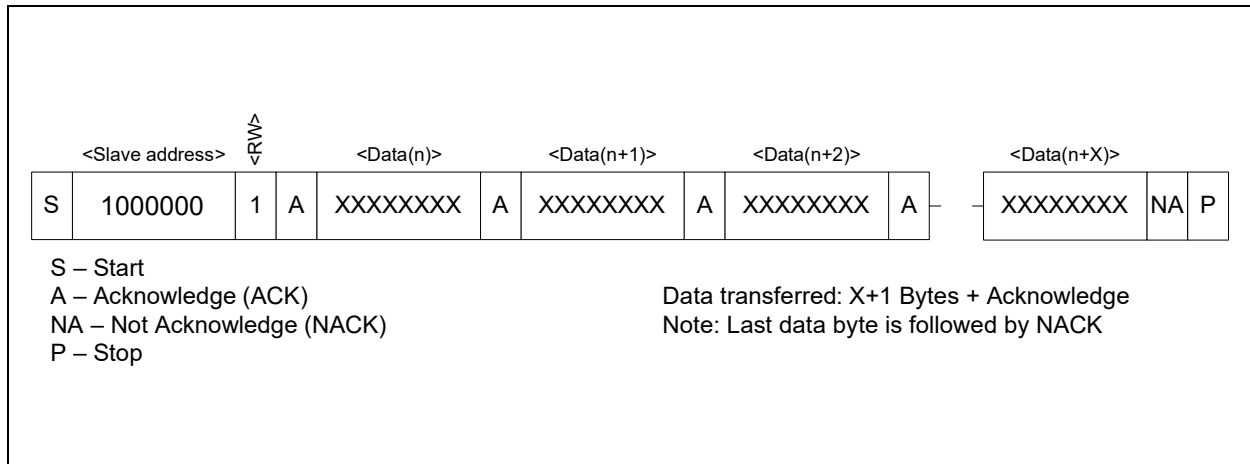 <Slave address> <RW> <Data(n)> <Data(n+1)> <Data(n+2)> <Data(n+X)>
S 1000000 1 A XXXXXXXX A XXXXXXXX A XXXXXXXX A XXXXXXXX NA P
S – Start
A – Acknowledge (ACK)
NA – Not Acknowledge (NACK)
P – Stop
Data transferred: X+1 Bytes + Acknowledge
Note: Last data byte is followed by NACK